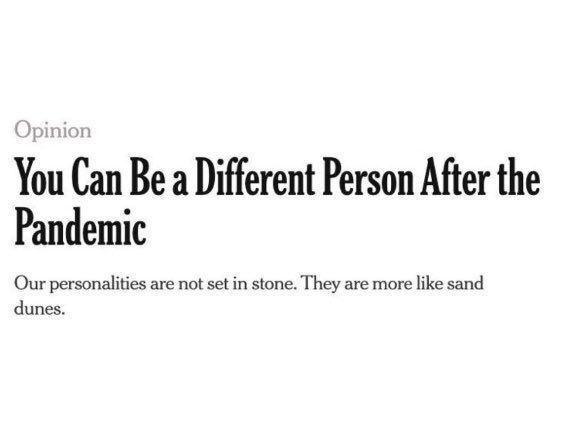 Opinion
You Can Be a Different Person After the
Pandemic
Our personalities are not set in stone. They are more like sand
dunes.